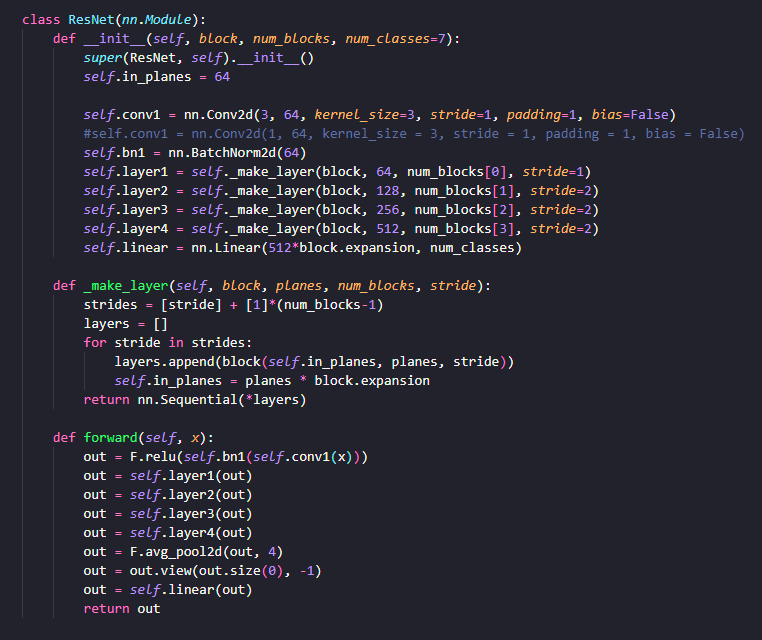 class ResNet(nn.Module):
    def __init__(self, block, num_blocks, num_classes=7):
        super(ResNet, self).__init__()
        self.in_planes = 64

        self.conv1 = nn.Conv2d(3, 64, kernel_size=3, stride=1, padding=1, bias=False)
        #self.conv1 = nn.Conv2d(1, 64, kernel_size = 3, stride = 1, padding = 1, bias = False)
        self.bn1 = nn.BatchNorm2d(64)
        self.layer1 = self._make_layer(block, 64, num_blocks[0], stride=1)
        self.layer2 = self._make_layer(block, 128, num_blocks[1], stride=2)
        self.layer3 = self._make_layer(block, 256, num_blocks[2], stride=2)
        self.layer4 = self._make_layer(block, 512, num_blocks[3], stride=2)
        self.linear = nn.Linear(512*block.expansion, num_classes)

    def _make_layer(self, block, planes, num_blocks, stride):
        strides = [stride] + [1]*(num_blocks-1)
        layers = []
        for stride in strides:
            layers.append(block(self.in_planes, planes, stride))
            self.in_planes = planes * block.expansion
        return nn.Sequential(*layers)

    def forward(self, x):
        out = F.relu(self.bn1(self.conv1(x)))
        out = self.layer1(out)
        out = self.layer2(out)
        out = self.layer3(out)
        out = self.layer4(out)
        out = F.avg_pool2d(out, 4)
        out = out.view(out.size(0), -1)
        out = self.linear(out)
        return out